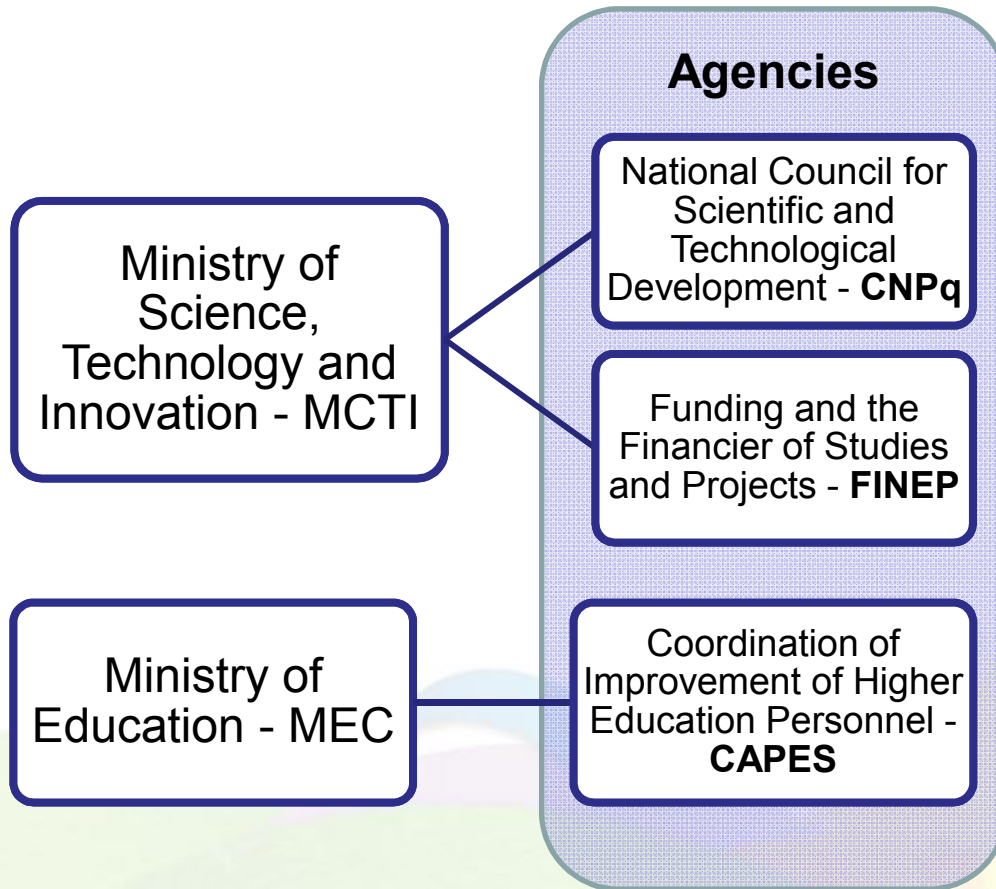 Agencies
Ministry of
Science,
Technology and
Innovation - MCTI
National Council for
Scientific and
Technological
Development - CNPq
Funding and the
Financier of Studies
and Projects - FINEP
Ministry of
Education - MEC
Coordination of
Improvement of Higher
Education Personnel -
CAPES